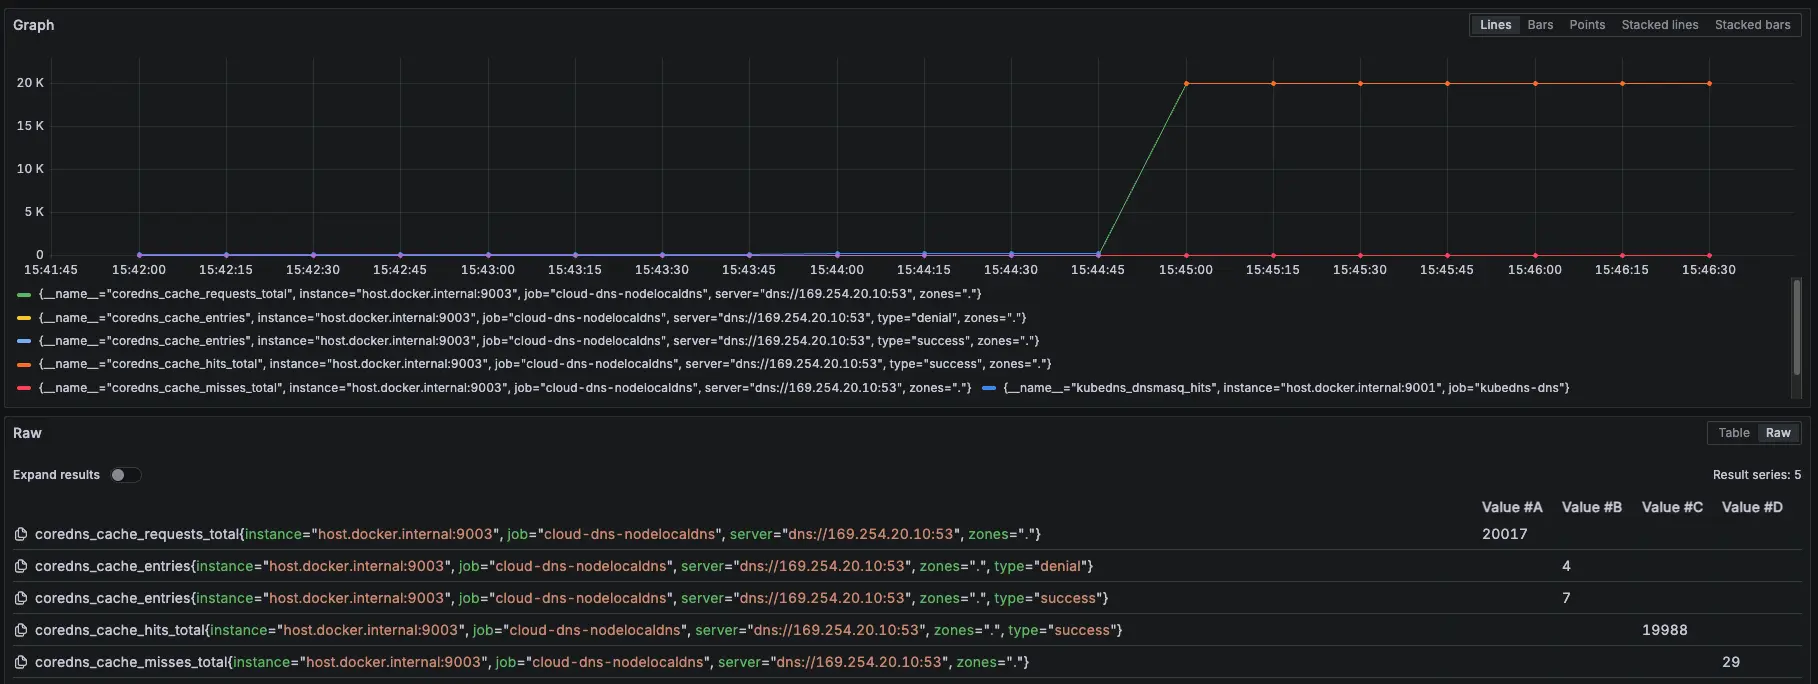 Graph
Lines Bars Points Stacked lines Stacked bars
20 K
15 K
10 K
5 K
0
15:41:45 15:42:00 15:42:15 15:42:30 15:42:45 15:43:00 15:43:15 15:43:30 15:43:45 15:44:00 15:44:15 15:44:30 15:44:45 15:45:00 15:45:15 15:45:30 15:45:45 15:46:00 15:46:15 15:46:30
{__name__="coredns_cache_requests_total", instance="host.docker.internal:9003", job="cloud-dns-nodelocaldns", server="dns://169.254.20.10:53", zones="."}
{__name__="coredns_cache_entries", instance="host.docker.internal:9003", job="cloud-dns-nodelocaldns", server="dns://169.254.20.10:53", type="denial", zones="."}
{__name__="coredns_cache_entries", instance="host.docker.internal:9003", job="cloud-dns-nodelocaldns", server="dns://169.254.20.10:53", type="success", zones="."}
{__name__="coredns_cache_hits_total", instance="host.docker.internal:9003", job="cloud-dns-nodelocaldns", server="dns://169.254.20.10:53", type="success", zones="."}
{__name__="coredns_cache_misses_total", instance="host.docker.internal:9003", job="cloud-dns-nodelocaldns", server="dns://169.254.20.10:53", zones="."} {__name__="kubedns_dnsmasq_hits", instance="host.docker.internal:9001", job="kubedns-dns"}
Raw
Table Raw
Expand results
Result series: 5
Value #A Value #B Value #C Value #D
coredns_cache_requests_total{instance="host.docker.internal:9003", job="cloud-dns-nodelocaldns", server="dns://169.254.20.10:53", zones="."} 20017
coredns_cache_entries{instance="host.docker.internal:9003", job="cloud-dns-nodelocaldns", server="dns://169.254.20.10:53", zones=".", type="denial"} 4
coredns_cache_entries{instance="host.docker.internal:9003", job="cloud-dns-nodelocaldns", server="dns://169.254.20.10:53", zones=".", type="success"} 7
coredns_cache_hits_total{instance="host.docker.internal:9003", job="cloud-dns-nodelocaldns", server="dns://169.254.20.10:53", zones=".", type="success"} 19988
coredns_cache_misses_total{instance="host.docker.internal:9003", job="cloud-dns-nodelocaldns", server="dns://169.254.20.10:53", zones="."} 29